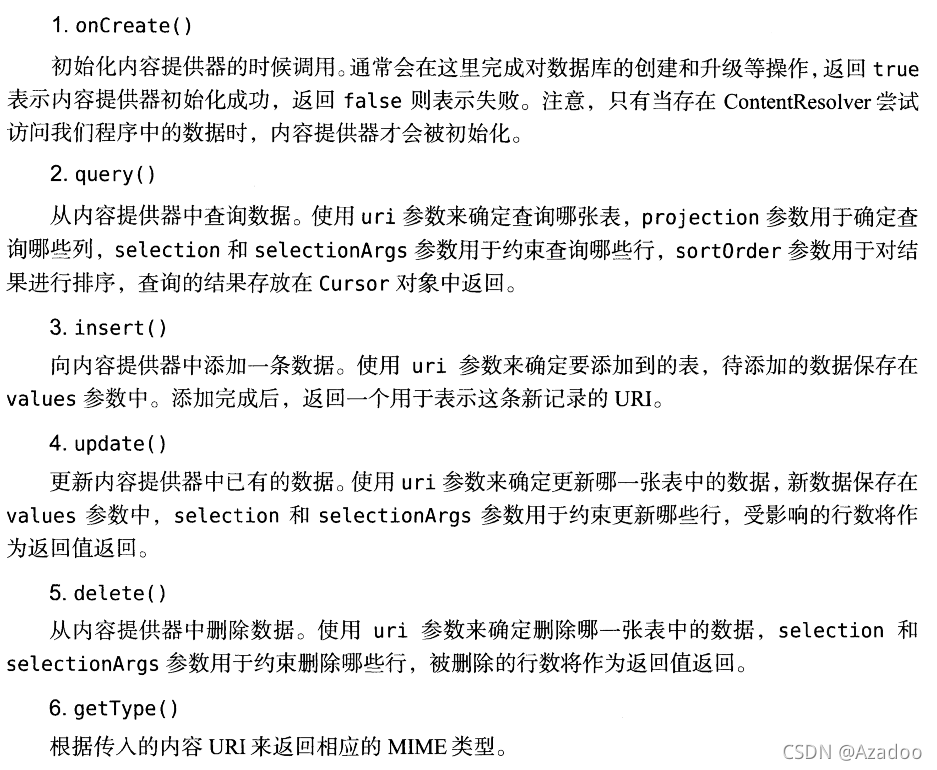 1. onCreate()
初始化内容提供器的时候调用。通常会在这里完成对数据库的创建和升级等操作，返回 true
表示内容提供器初始化成功，返回 false 则表示失败。注意，只有当存在 ContentResolver 尝试
访问我们程序中的数据时，内容提供器才会被初始化。
2. query()
从内容提供器中查询数据。使用 uri 参数来确定查询哪张表，projection 参数用于确定查
询哪些列，selection 和 selectionArgs 参数用于约束查询哪些行，sortOrder 参数用于对结
果进行排序，查询的结果存放在 Cursor 对象中返回。
3. insert()
向内容提供器中添加一条数据。使用 uri 参数来确定要添加到的表，待添加的数据保存在
values 参数中。添加完成后，返回一个用于表示这条新记录的 URI。
4. update()
更新内容提供器中已有的数据。使用 uri 参数来确定更新哪一张表中的数据，新数据保存在
values 参数中，selection 和 selectionArgs 参数用于约束更新哪些行，受影响的行数将作
为返回值返回。
5. delete()
从内容提供器中删除数据。使用 uri 参数来确定删除哪一张表中的数据，selection 和
selectionArgs 参数用于约束删除哪些行，被删除的行数将作为返回值返回。
6. getType()
根据传入的内容 URI 来返回相应的 MIME 类型。
CSDN @Azadoo